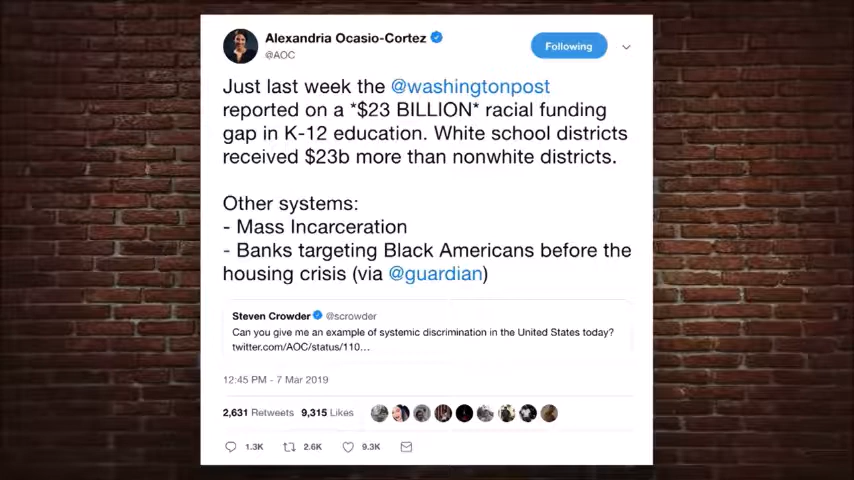 Alexandria Ocasio-Cortez
@AOC
Following
Just last week the @washingtonpost
reported on a *$23 BILLION* racial funding
gap in K-12 education. White school districts
received $23b more than nonwhite districts.
Other systems:
- Mass Incarceration
- Banks targeting Black Americans before the
housing crisis (via @guardian)
Steven Crowder @scrowder
Can you give me an example of systemic discrimination in the United States today?
twitter.com/AOC/status/110...
12:45 PM - 7 Mar 2019
2,631 Retweets 9,315 Likes
1.3K 2.6K 9.3K